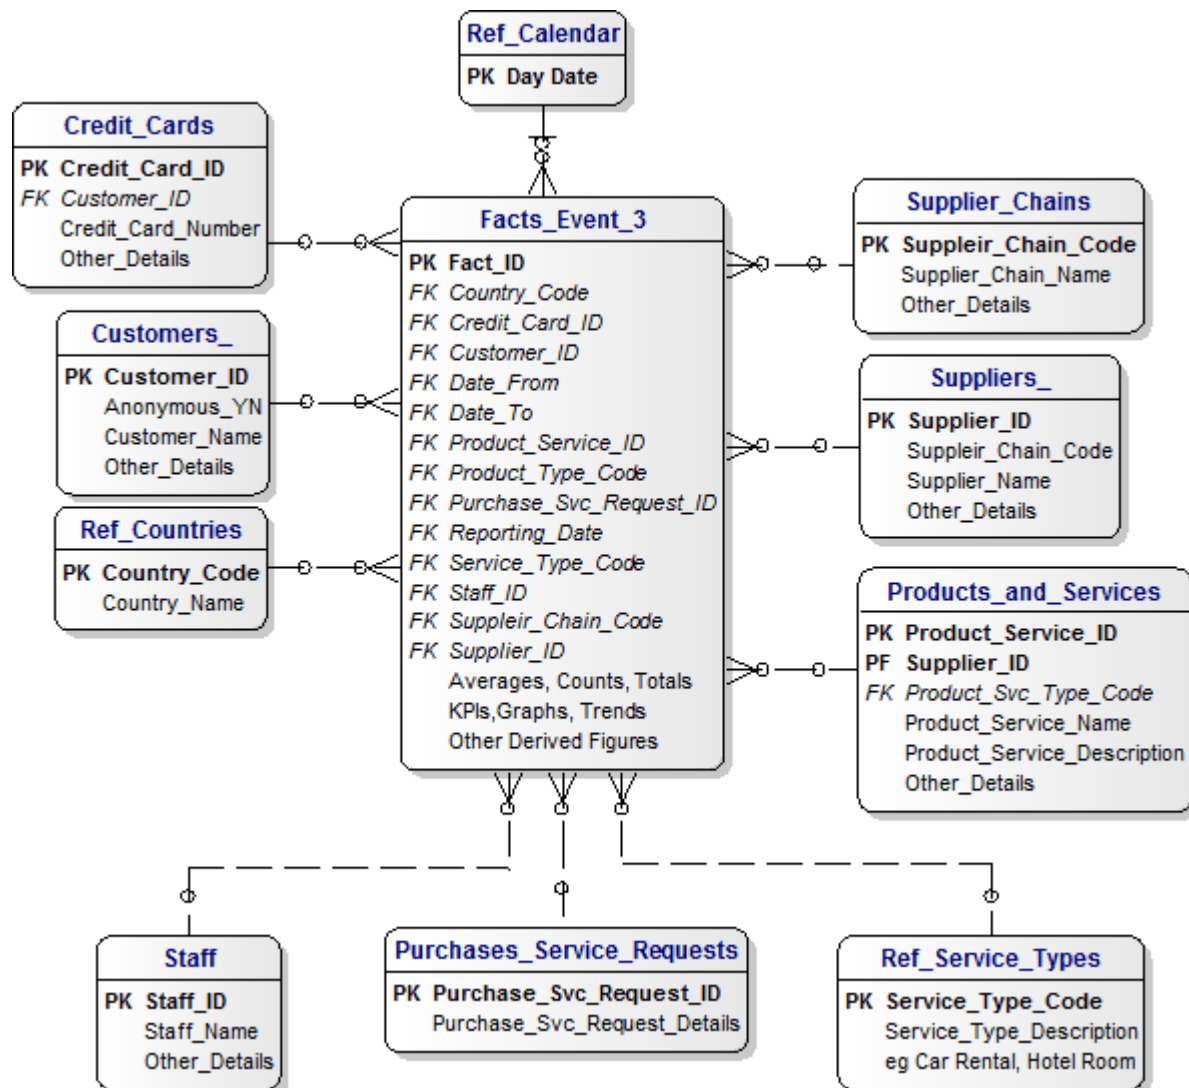 Ref_Calendar
PK Day Date
Credit_Cards
PK Credit_Card_ID
FK Customer_ID
Credit_Card_Number
Other_Details
Customers_
PK Customer_ID
Anonymous_YN
Customer_Name
Other_Details
Ref_Countries
PK Country_Code
Country_Name
Facts_Event_3
PK Fact_ID
FK Country_Code
FK Credit_Card_ID
FK Customer_ID
FK Date_From
FK Date_To
FK Product_Service_ID
FK Product_Type_Code
FK Purchase_Svc_Request_ID
FK Reporting_Date
FK Service_Type_Code
FK Staff_ID
FK Suppleir_Chain_Code
FK Supplier_ID
Averages, Counts, Totals
KPIs,Graphs, Trends
Other Derived Figures
Supplier_Chains
PK Suppleir_Chain_Code
Supplier_Chain_Name
Other_Details
Suppliers_
PK Supplier_ID
Suppleir_Chain_Code
Supplier_Name
Other_Details
Products_and_Services
PK Product_Service_ID
PF Supplier_ID
FK Product_Svc_Type_Code
Product_Service_Name
Product_Service_Description
Other_Details
Staff
PK Staff_ID
Staff_Name
Other_Details
Purchases_Service_Requests
PK Purchase_Svc_Request_ID
Purchase_Svc_Request_Details
Ref_Service_Types
PK Service_Type_Code
Service_Type_Description
eg Car Rental, Hotel Room